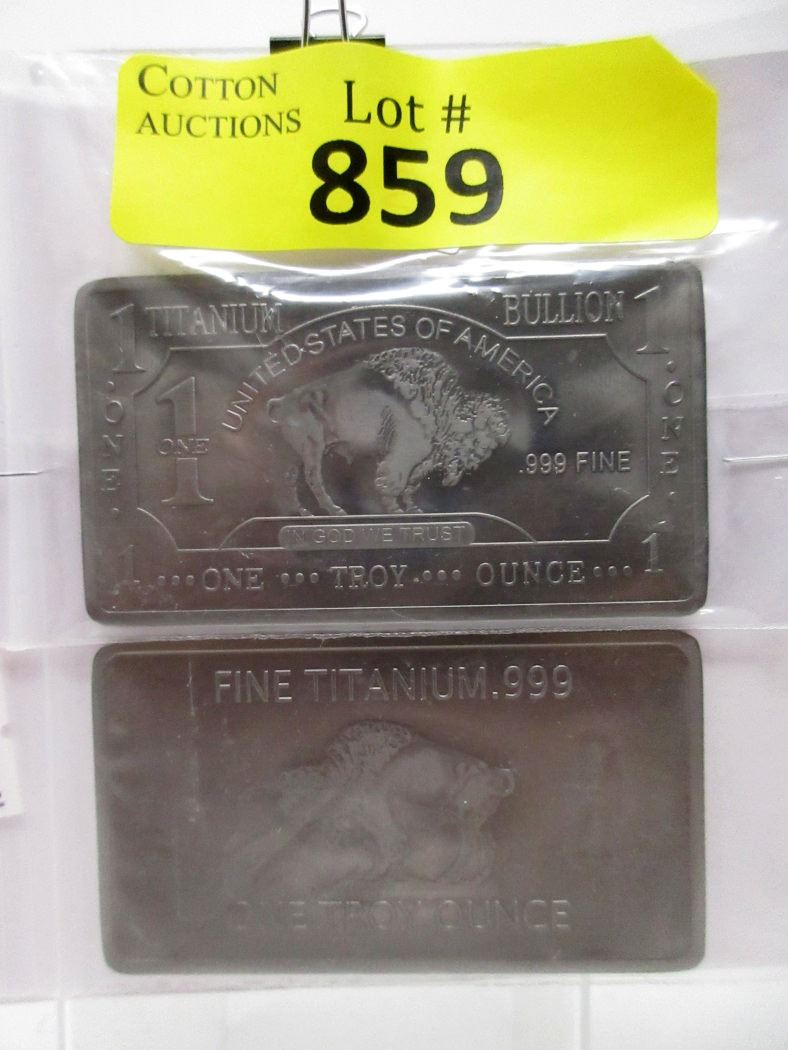 COTTON
AUCTIONS
Lot #
859
1 TITANIUM BULLION 1
UNITED STATES OF AMERICA
· ONE ·
1
ONE
.999 FINE
· ONE ·
IN GOD WE TRUST
1 ••• ONE ••• TROY •••• OUNCE ••• 1
FINE TITANIUM.999
ONE TROY OUNCE